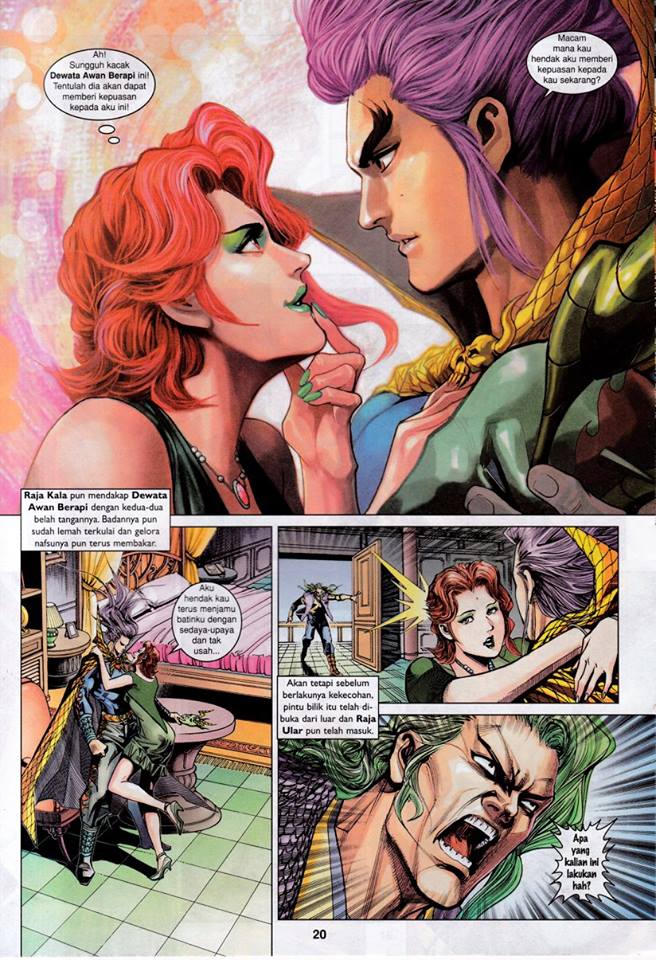 Ah!
Sungguh kacak
Dewata Awan Berapi ini!
Tentulah dia akan dapat
memberi kepuasan
kepada aku ini!
Macam
mana kau
hendak aku memberi
kepuasan kepada
kau sekarang?
Raja Kala pun mendakap Dewata
Awan Berapi dengan kedua-dua
belah tangannya. Badannya pun
sudah lemah terkulai dan gelora
nafsunya pun terus membakar.
Aku
hendak kau
terus menjamu
batinku dengan
sedaya-upaya
dan tak
usah...
Akan tetapi sebelum
berlakunya kekecohan,
pintu bilik itu telah di-
buka dari luar dan Raja
Ular pun telah masuk.
Apa
yang
kalian ini
lakukan
hah?
20